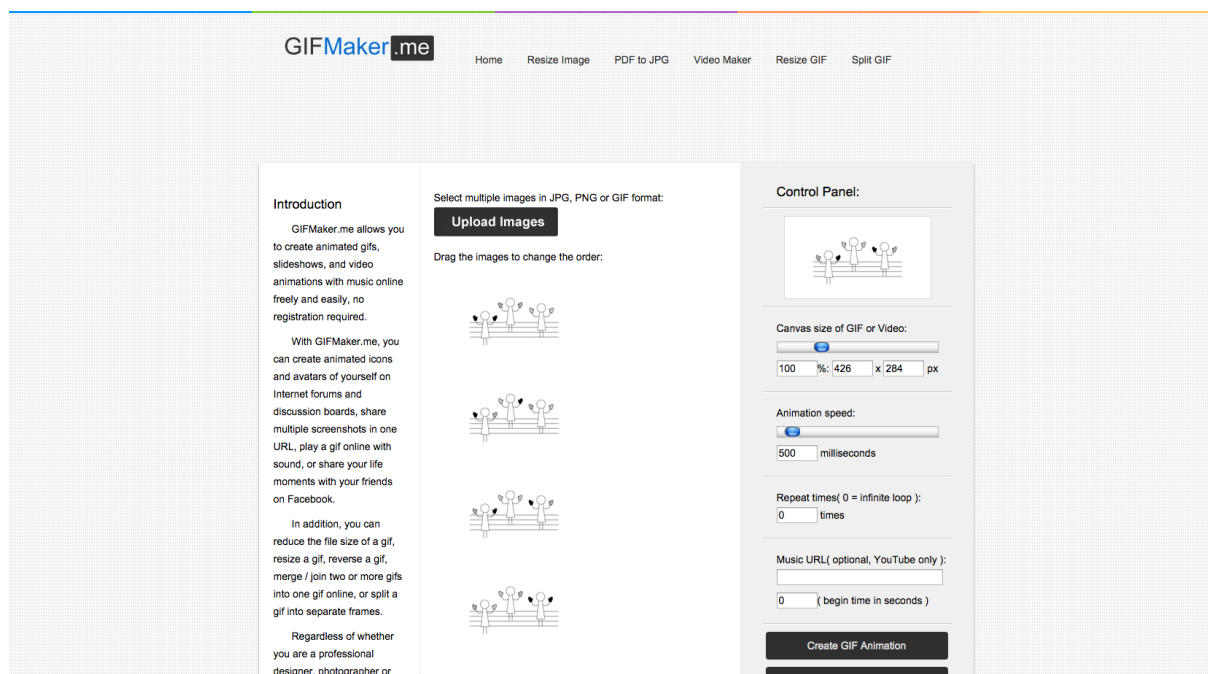 GIFMaker.me
Home Resize Image PDF to JPG Video Maker Resize GIF Split GIF
Introduction
GIFMaker.me allows you
to create animated gifs,
slideshows, and video
animations with music online
freely and easily, no
registration required.
With GIFMaker.me, you
can create animated icons
and avatars of yourself on
Internet forums and
discussion boards, share
multiple screenshots in one
URL, play a gif online with
sound, or share your life
moments with your friends
on Facebook.
In addition, you can
reduce the file size of a gif,
resize a gif, reverse a gif,
merge / join two or more gifs
into one gif online, or split a
gif into separate frames.
Regardless of whether
you are a professional
designer, photographer or
Select multiple images in JPG, PNG or GIF format:
Upload Images
Drag the images to change the order:
Control Panel:
Canvas size of GIF or Video:
100 %: 426 x 284 px
Animation speed:
500 milliseconds
Repeat times( 0 = infinite loop ):
0 times
Music URL( optional, YouTube only ):
0 ( begin time in seconds )
Create GIF Animation